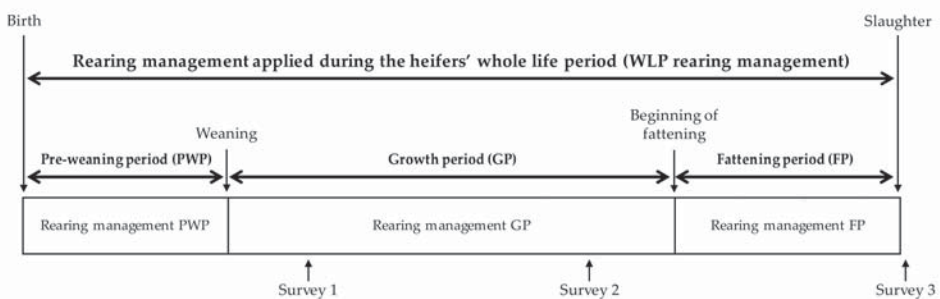 Birth
Slaughter
Rearing management applied during the heifers' whole life period (WLP rearing management)
Weaning
Beginning of
fattening
Pre-weaning period (PWP)
Growth period (GP)
Fattening period (FP)
Rearing management PWP
Rearing management GP
Rearing management FP
Survey 1
Survey 2
Survey 3